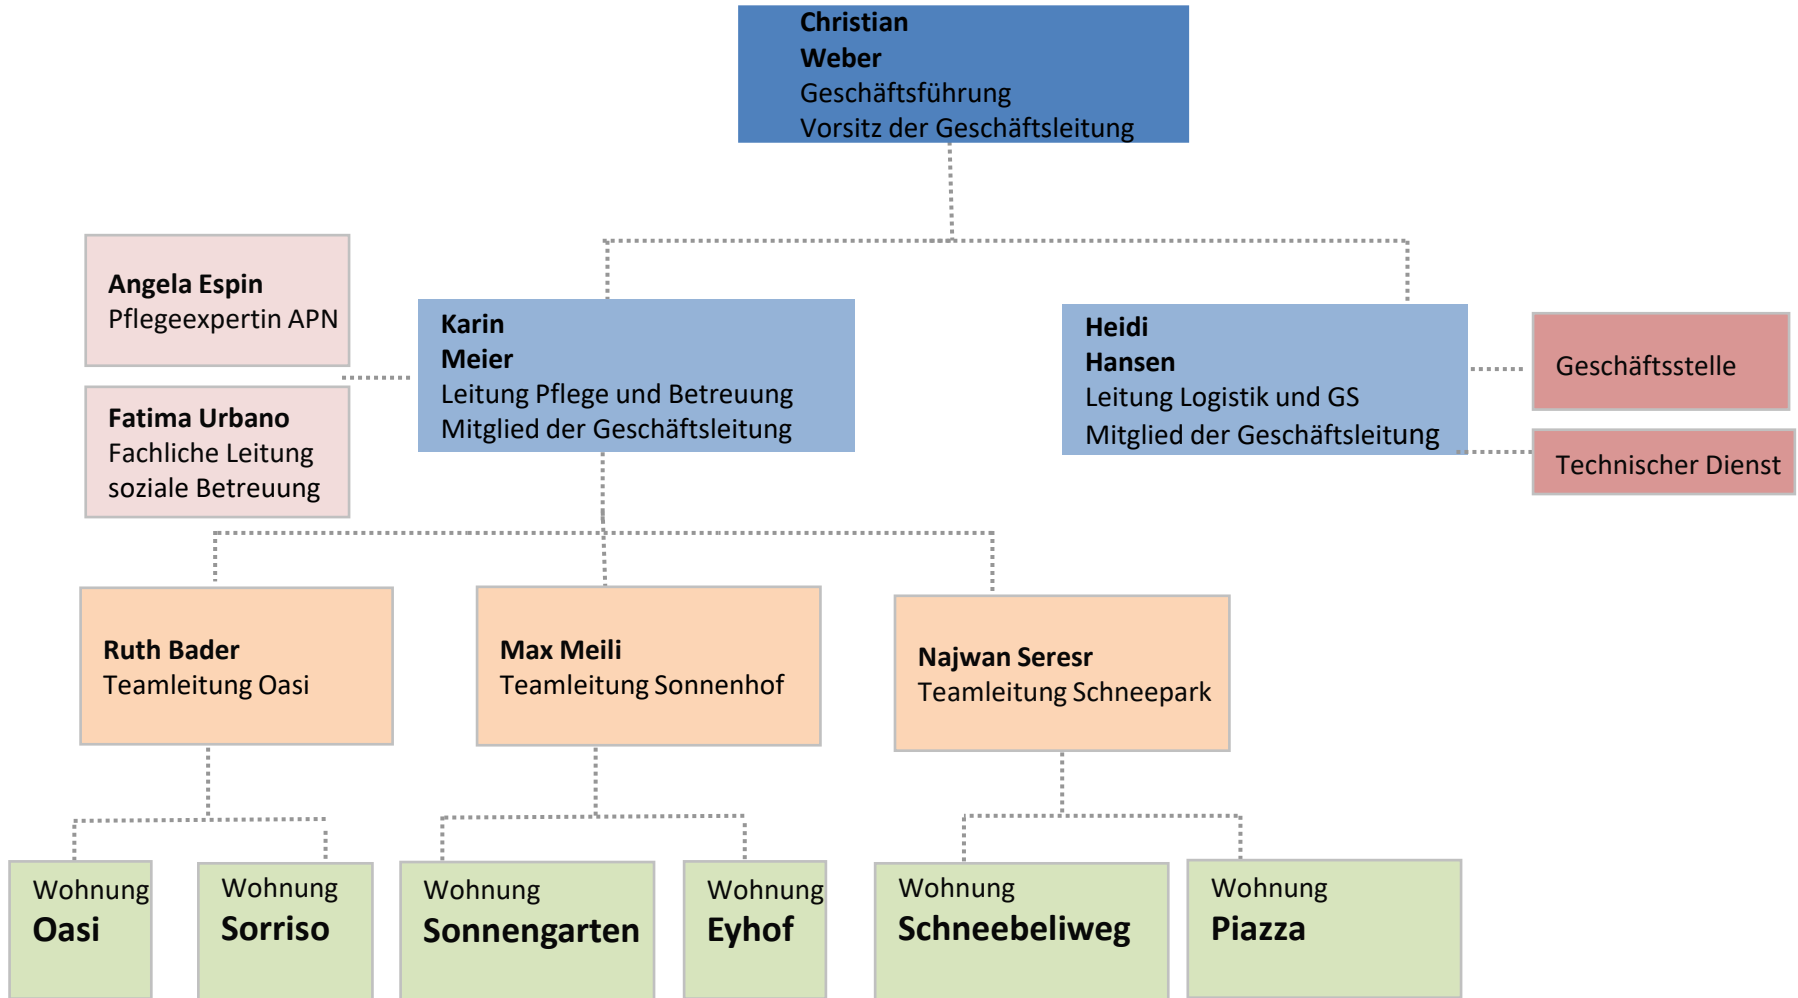 Christian
Weber
Geschäftsführung
Vorsitz der Geschäftsleitung
Angela Espin
Pflegeexpertin APN
Fatima Urbano
Fachliche Leitung
soziale Betreuung
Karin
Meier
Leitung Pflege und Betreuung
Mitglied der Geschäftsleitung
Heidi
Hansen
Leitung Logistik und GS
Mitglied der Geschäftsleitung
Geschäftsstelle
Technischer Dienst
Ruth Bader
Teamleitung Oasi
Max Meili
Teamleitung Sonnenhof
Najwan Seresr
Teamleitung Schneepark
Wohnung
Oasi
Wohnung
Sorriso
Wohnung
Sonnengarten
Wohnung
Eyhof
Wohnung
Schneebeliweg
Wohnung
Piazza